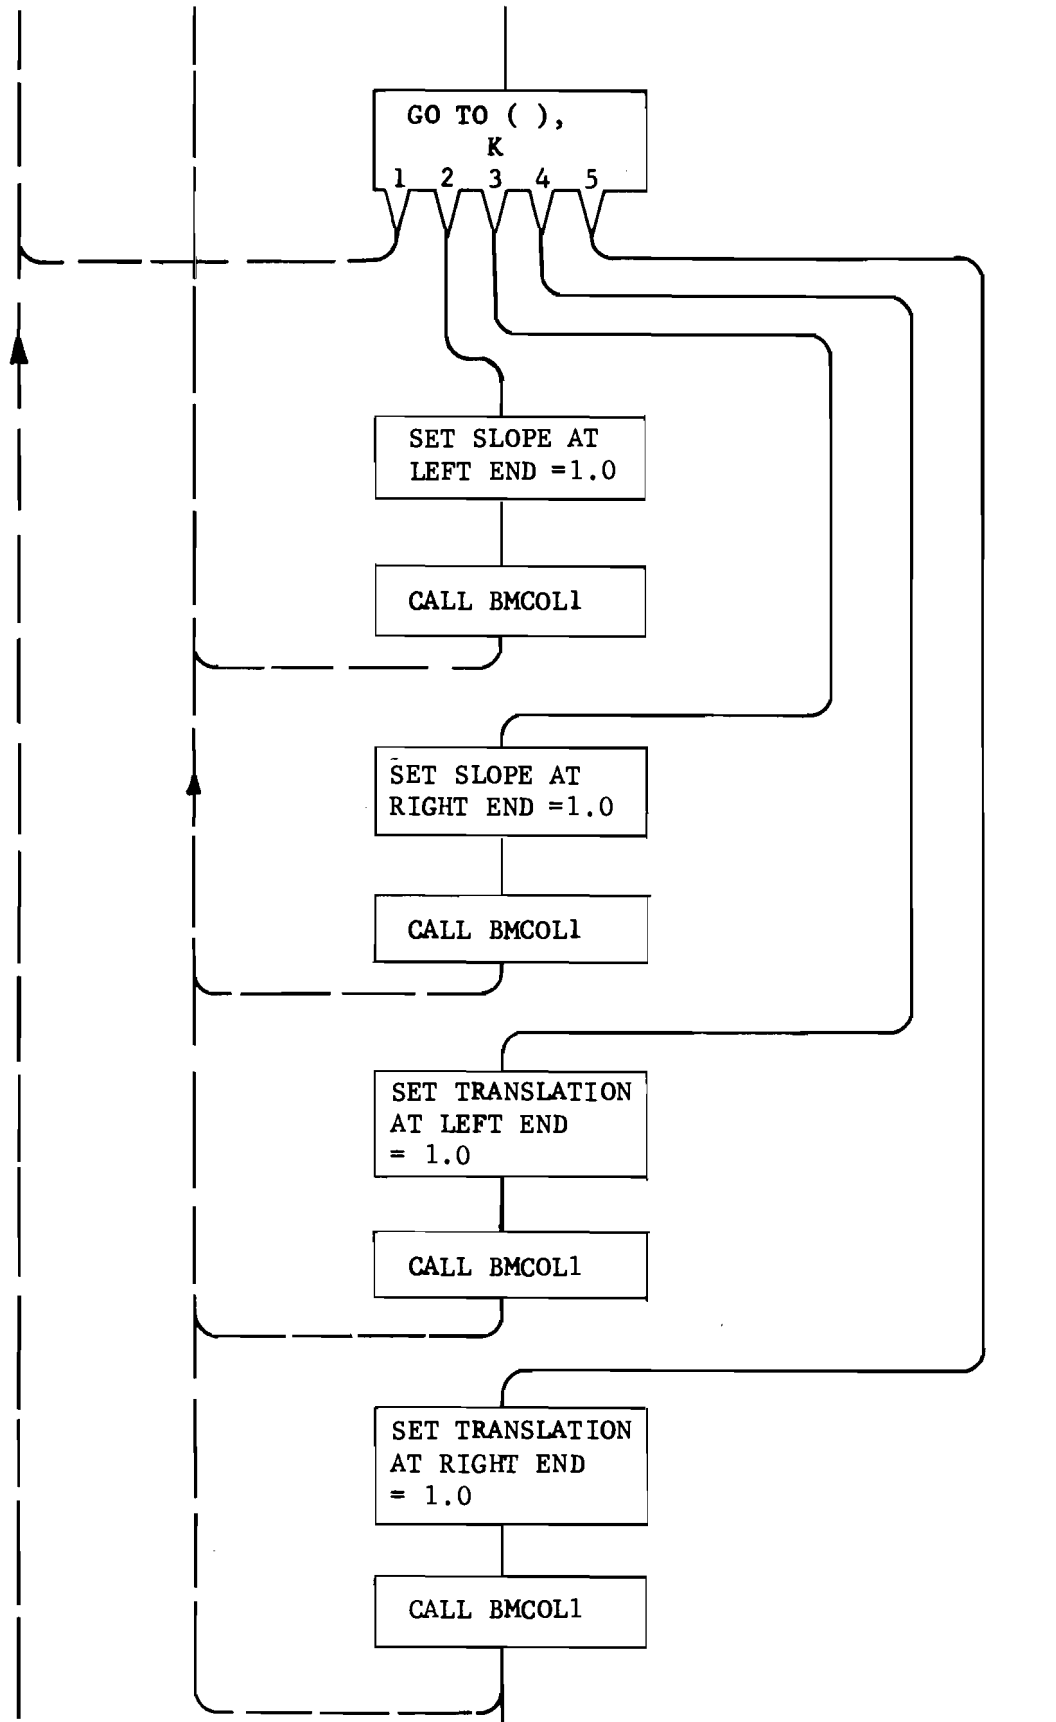 GO TO ( ),
K
1 2 3 4 5
SET SLOPE AT
LEFT END =1.0
CALL BMCOL1
SET SLOPE AT
RIGHT END =1.0
CALL BMCOL1
SET TRANSLATION
AT LEFT END
= 1.0
CALL BMCOL1
SET TRANSLATION
AT RIGHT END
= 1.0
CALL BMCOL1